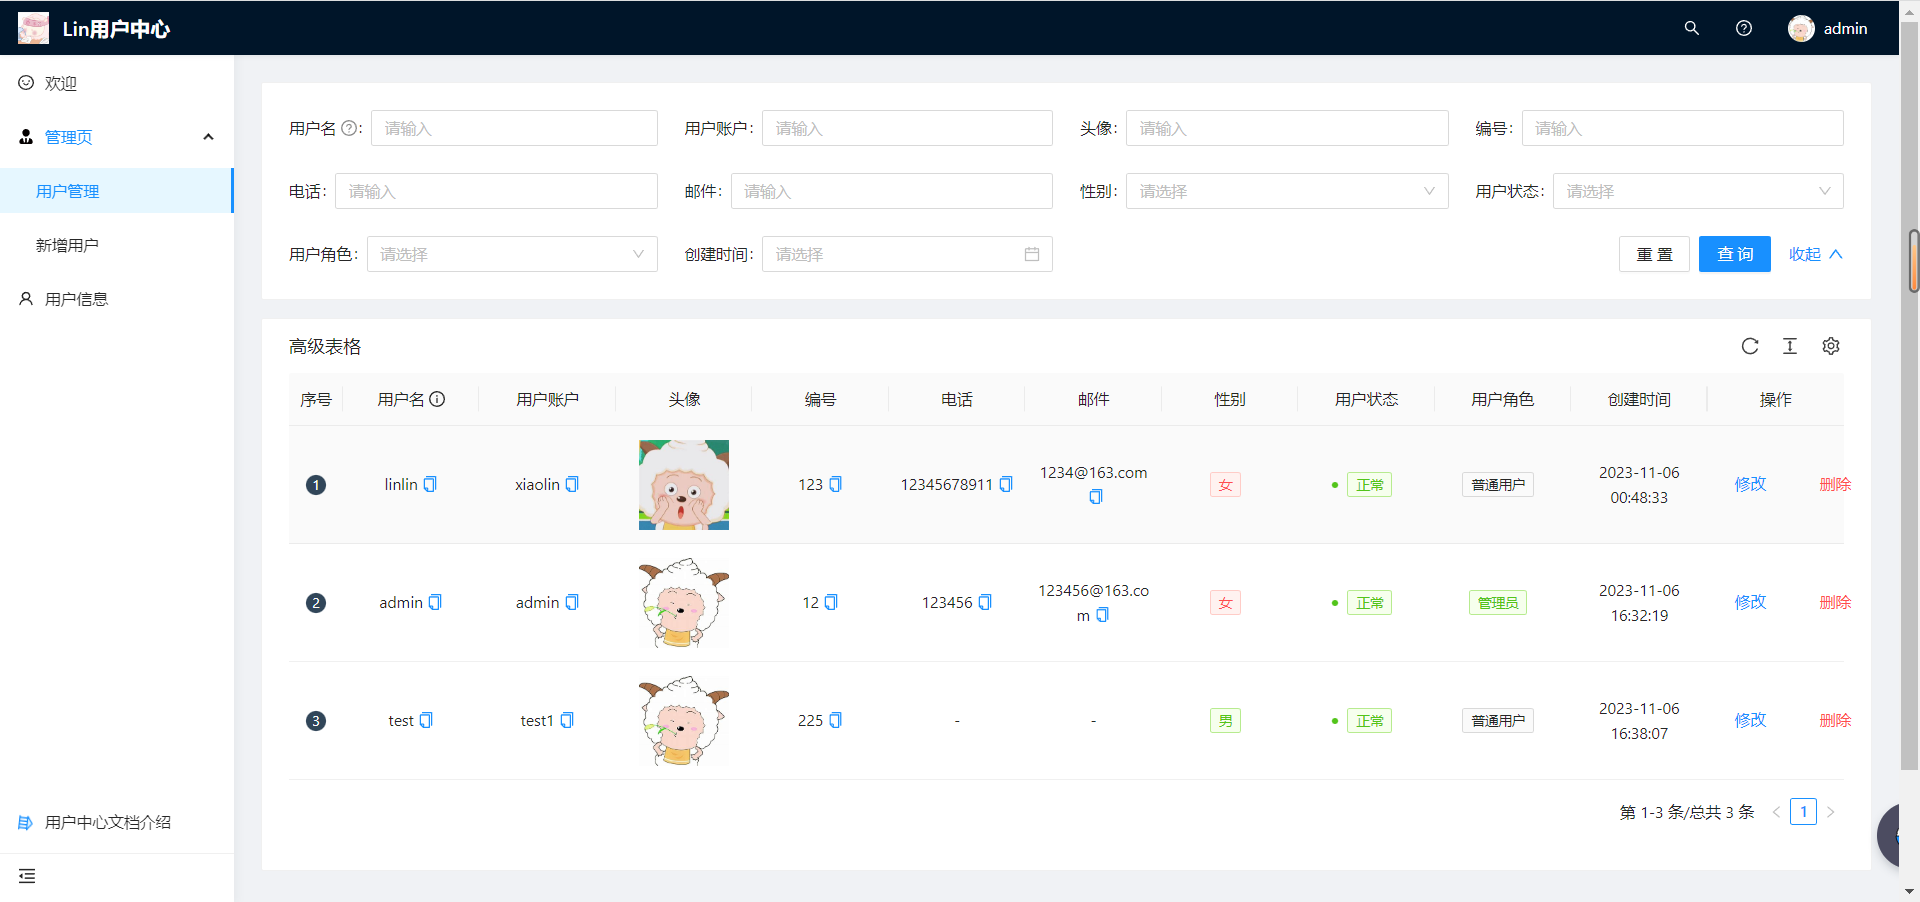 Lin用户中心
admin
欢迎
管理页
用户管理
新增用户
用户信息
用户中心文档介绍
用户名 ? : 请输入 用户账户: 请输入 头像: 请输入 编号: 请输入
电话: 请输入 邮件: 请输入 性别: 请选择 用户状态: 请选择
用户角色: 请选择 创建时间: 请选择 重 置 查 询 收起
高级表格
序号 用户名 用户账户 头像 编号 电话 邮件 性别 用户状态 用户角色 创建时间 操作
1 linlin xiaolin 123 12345678911 1234@163.com 女 正常 普通用户 2023-11-06 00:48:33 修改 删除
2 admin admin 12 123456 123456@163.com 女 正常 管理员 2023-11-06 16:32:19 修改 删除
3 test test1 225 - - 男 正常 普通用户 2023-11-06 16:38:07 修改 删除
第 1-3 条/总共 3 条 < 1 >